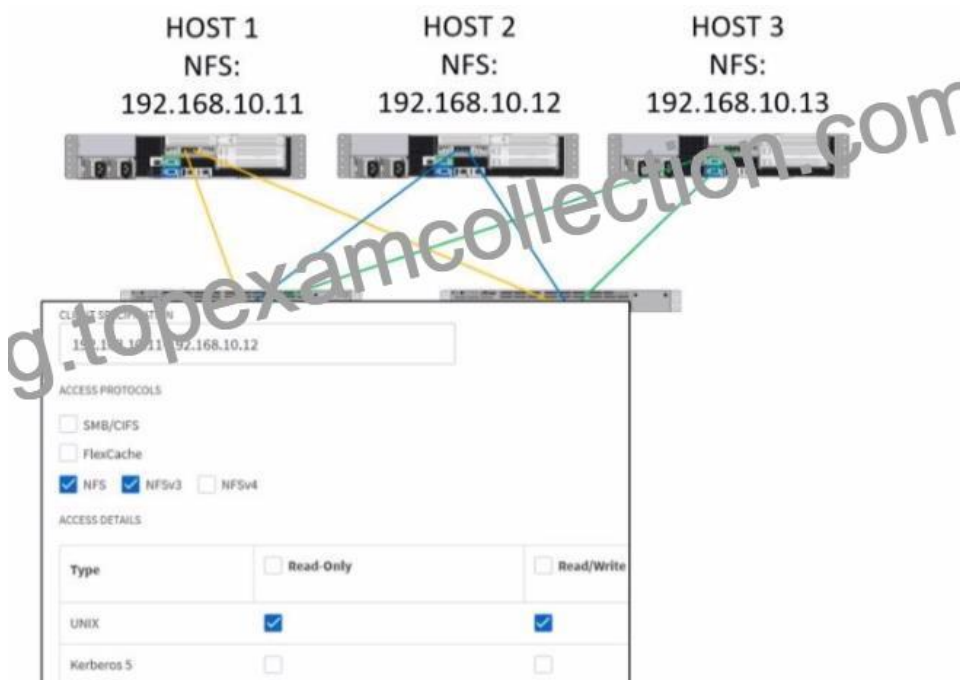 HOST 1
NFS:
192.168.10.11
HOST 2
NFS:
192.168.10.12
HOST 3
NFS:
192.168.10.13
g.topexamcollection.com
192.168.10.12
ACCESS PROTOCOLS
SMB/CIFS
FlexCache
NFS NFSv3 NFSv4
ACCESS DETAILS
Type Read-Only Read/Write
UNIX
Kerberos 5